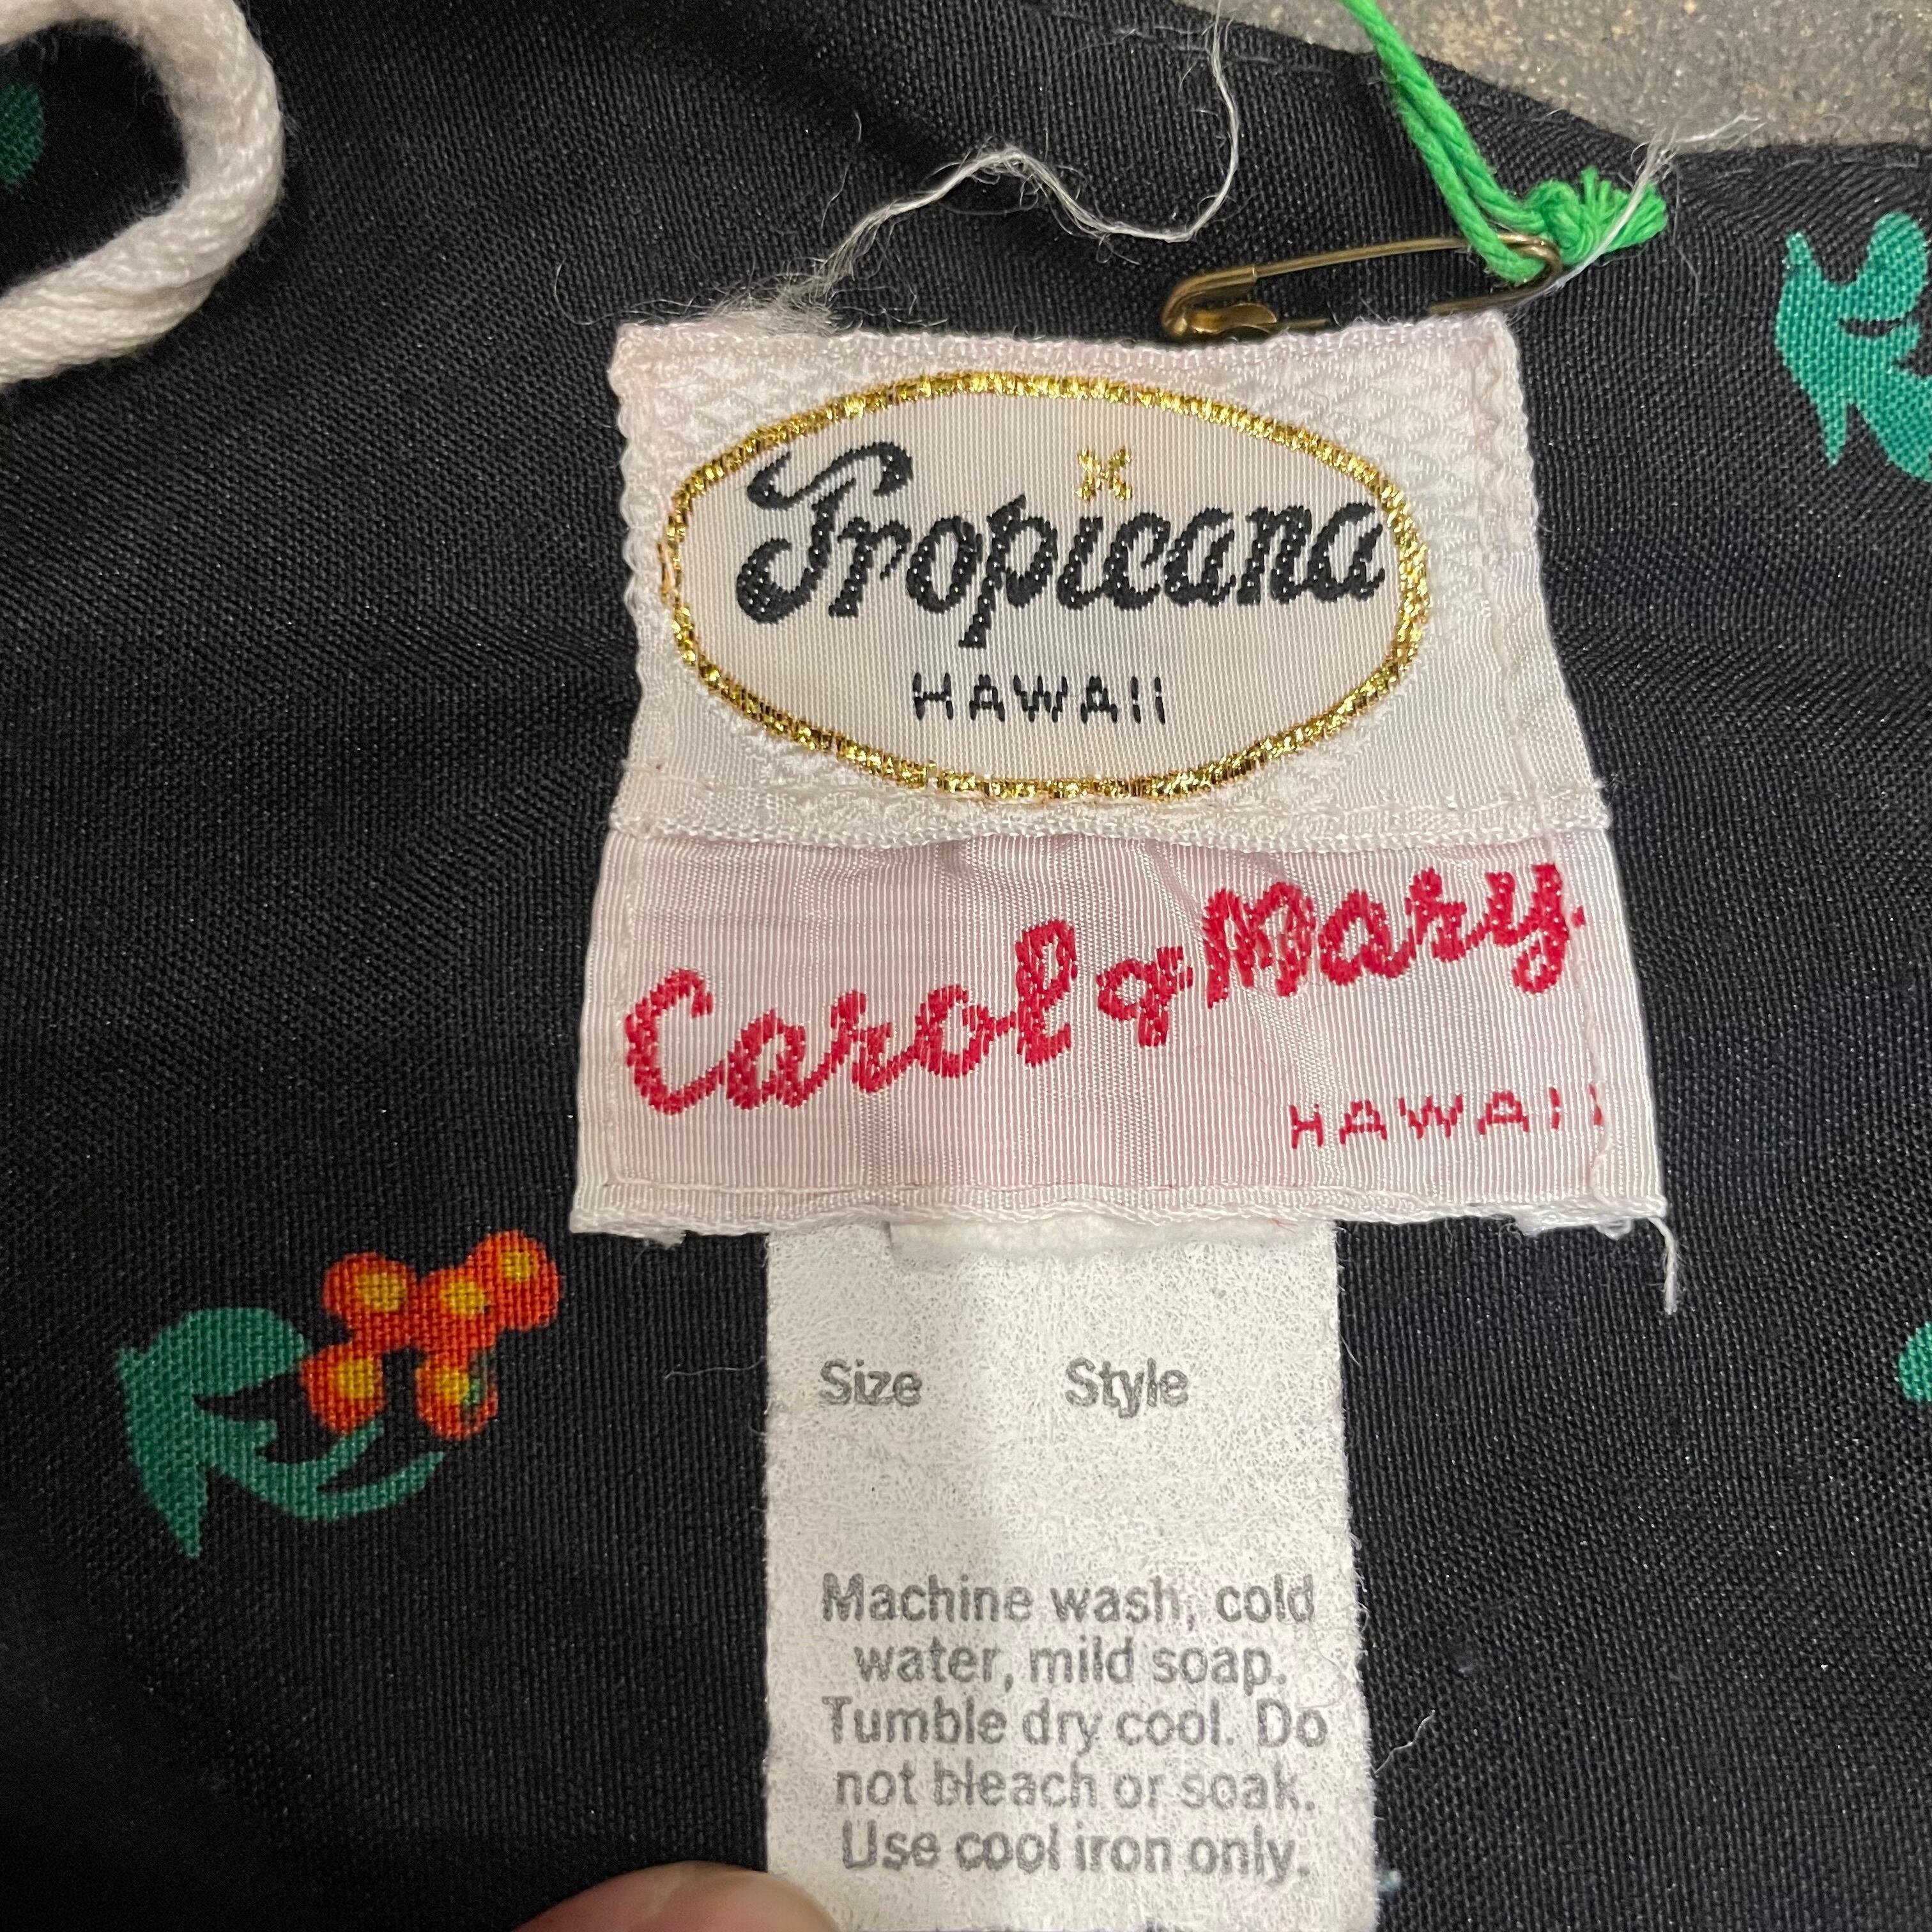 Tropicana
HAWAII
Carol & Mary
HAWAII
Size Style
Machine wash, cold
water, mild soap.
Tumble dry cool. Do
not bleach or soak.
Use cool iron only.